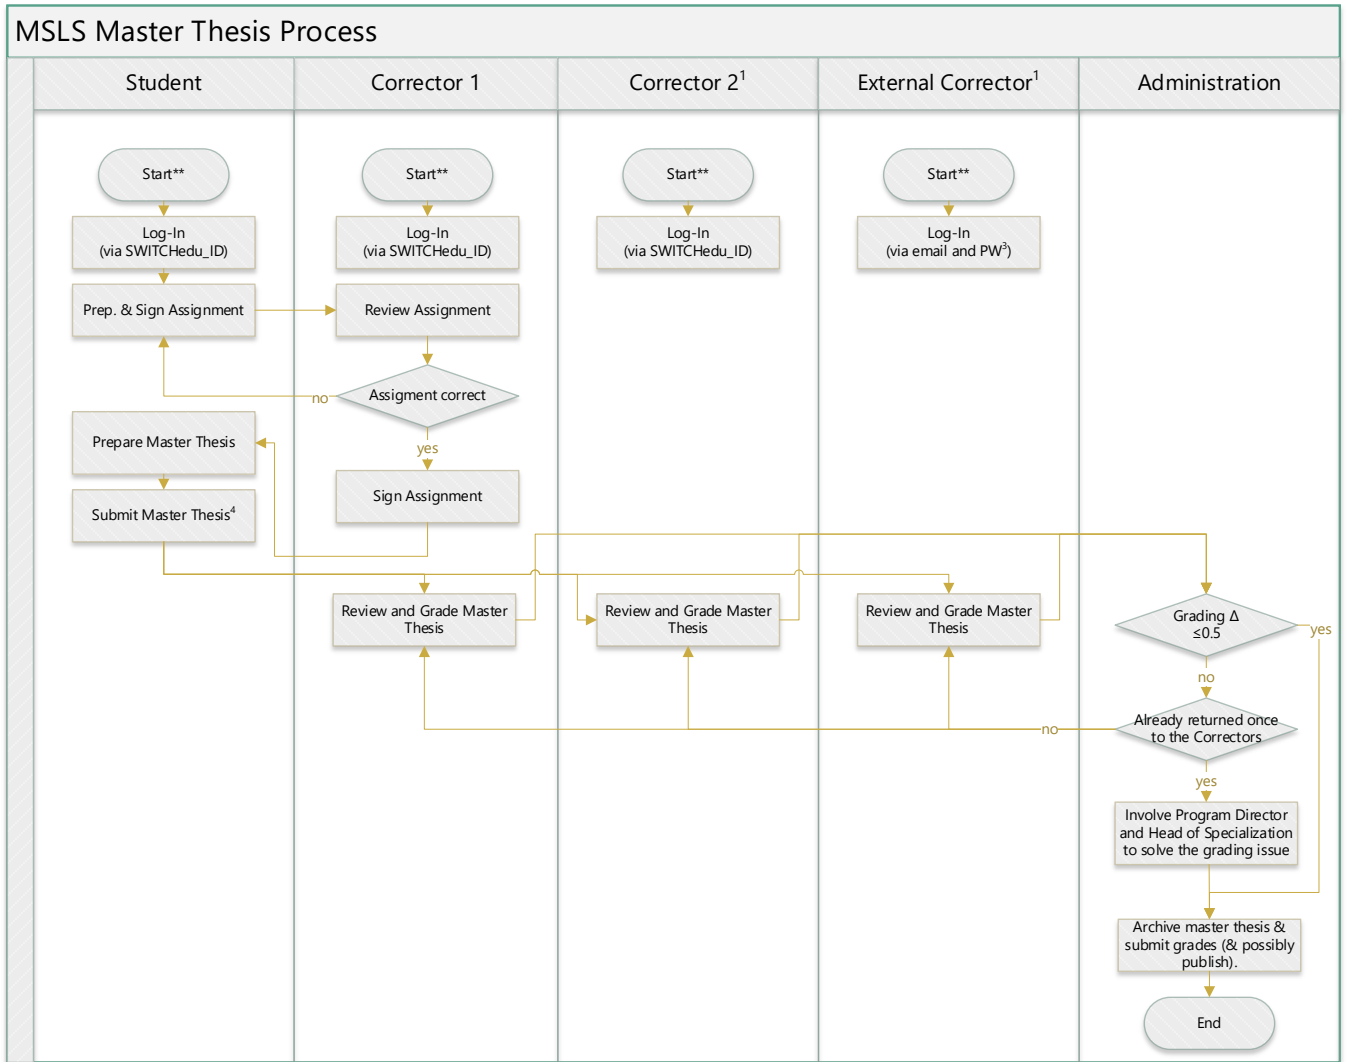 MSLS Master Thesis Process
Student
Corrector 1
Corrector 2¹
External Corrector¹
Administration
Start**
Start**
Start**
Start**
Log-In
(via SWITCHedu_ID)
Log-In
(via SWITCHedu_ID)
Log-In
(via SWITCHedu_ID)
Log-In
(via email and PW³)
Prep. & Sign Assignment
Review Assignment
Assigment correct
no
Prepare Master Thesis
yes
Sign Assignment
Submit Master Thesis⁴
Review and Grade Master
Thesis
Review and Grade Master
Thesis
Review and Grade Master
Thesis
Grading Δ
≤0.5
yes
no
Already returned once
to the Correctors
no
yes
Involve Program Director
and Head of Specialization
to solve the grading issue
Archive master thesis &
submit grades (& possibly
publish).
End